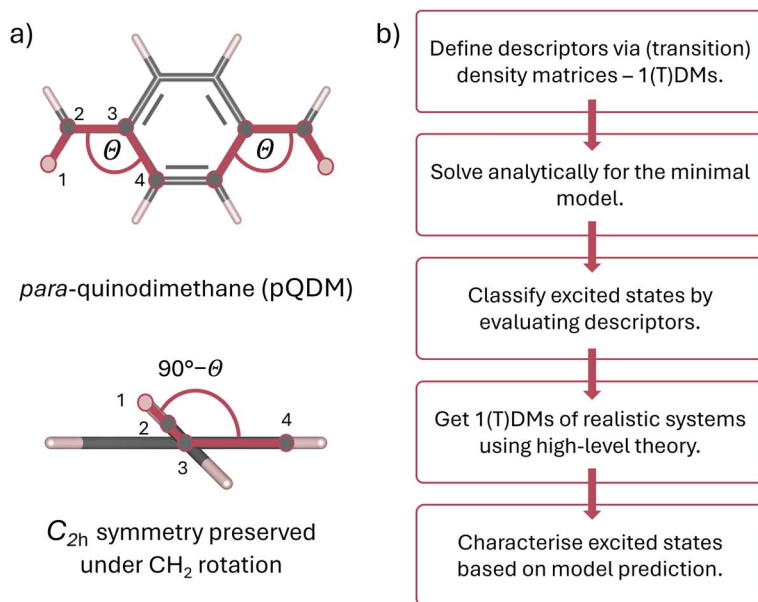 a)
2
3
Θ
Θ
1
4
para-quinodimethane (pQDM)
90°−Θ
1
2
3
4
C2h symmetry preserved
under CH2 rotation
b)
Define descriptors via (transition)
density matrices – 1(T)DMs.
Solve analytically for the minimal
model.
Classify excited states by
evaluating descriptors.
Get 1(T)DMs of realistic systems
using high-level theory.
Characterise excited states
based on model prediction.